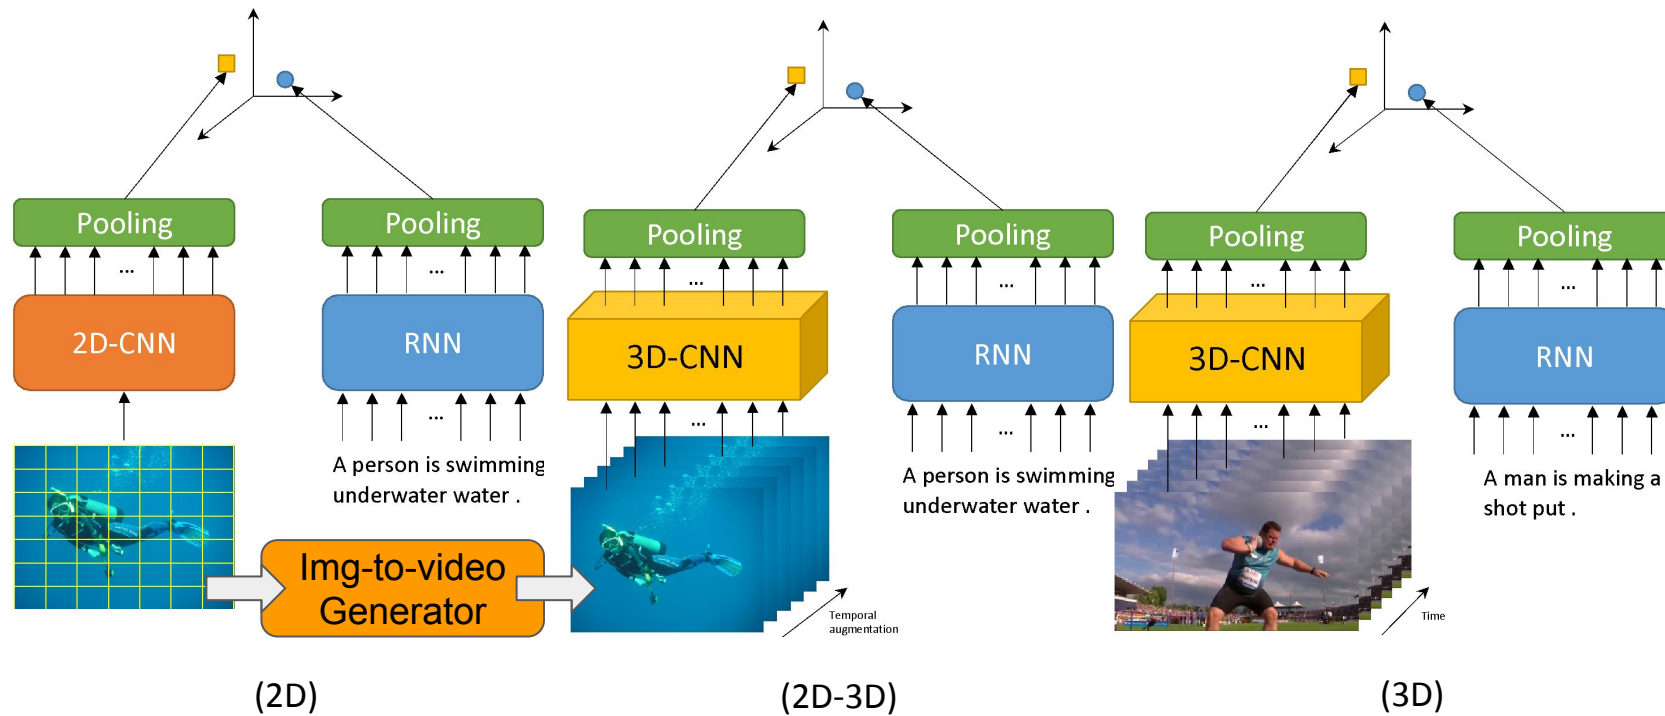 Pooling
Pooling
Pooling
Pooling
Pooling
Pooling
...
...
...
...
...
...
2D-CNN
RNN
3D-CNN
RNN
3D-CNN
RNN
...
...
...
...
...
A person is swimming
underwater water .
A person is swimming
underwater water .
A man is making a
shot put .
Img-to-video
Generator
Temporal
augmentation
Time
(2D)
(2D-3D)
(3D)